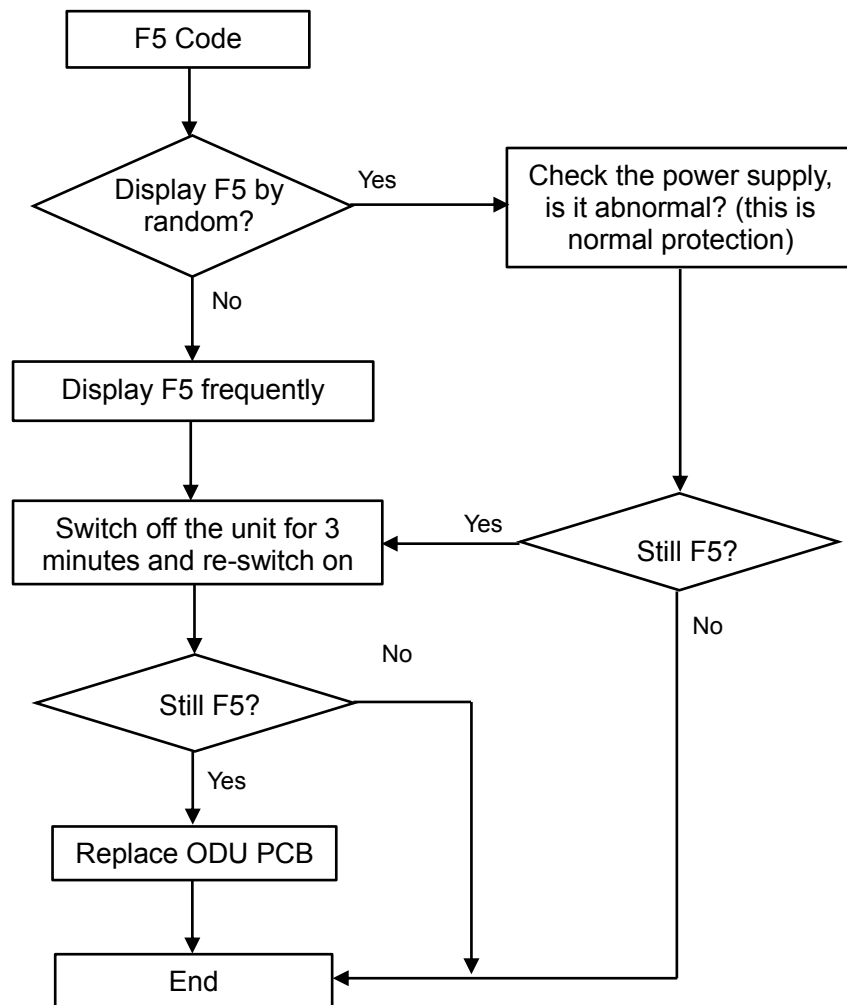 F5 Code
Display F5 by
random?
Yes
Check the power supply,
is it abnormal? (this is
normal protection)
No
Display F5 frequently
Switch off the unit for 3
minutes and re-switch on
Yes
Still F5?
No
No
Still F5?
Yes
Replace ODU PCB
End